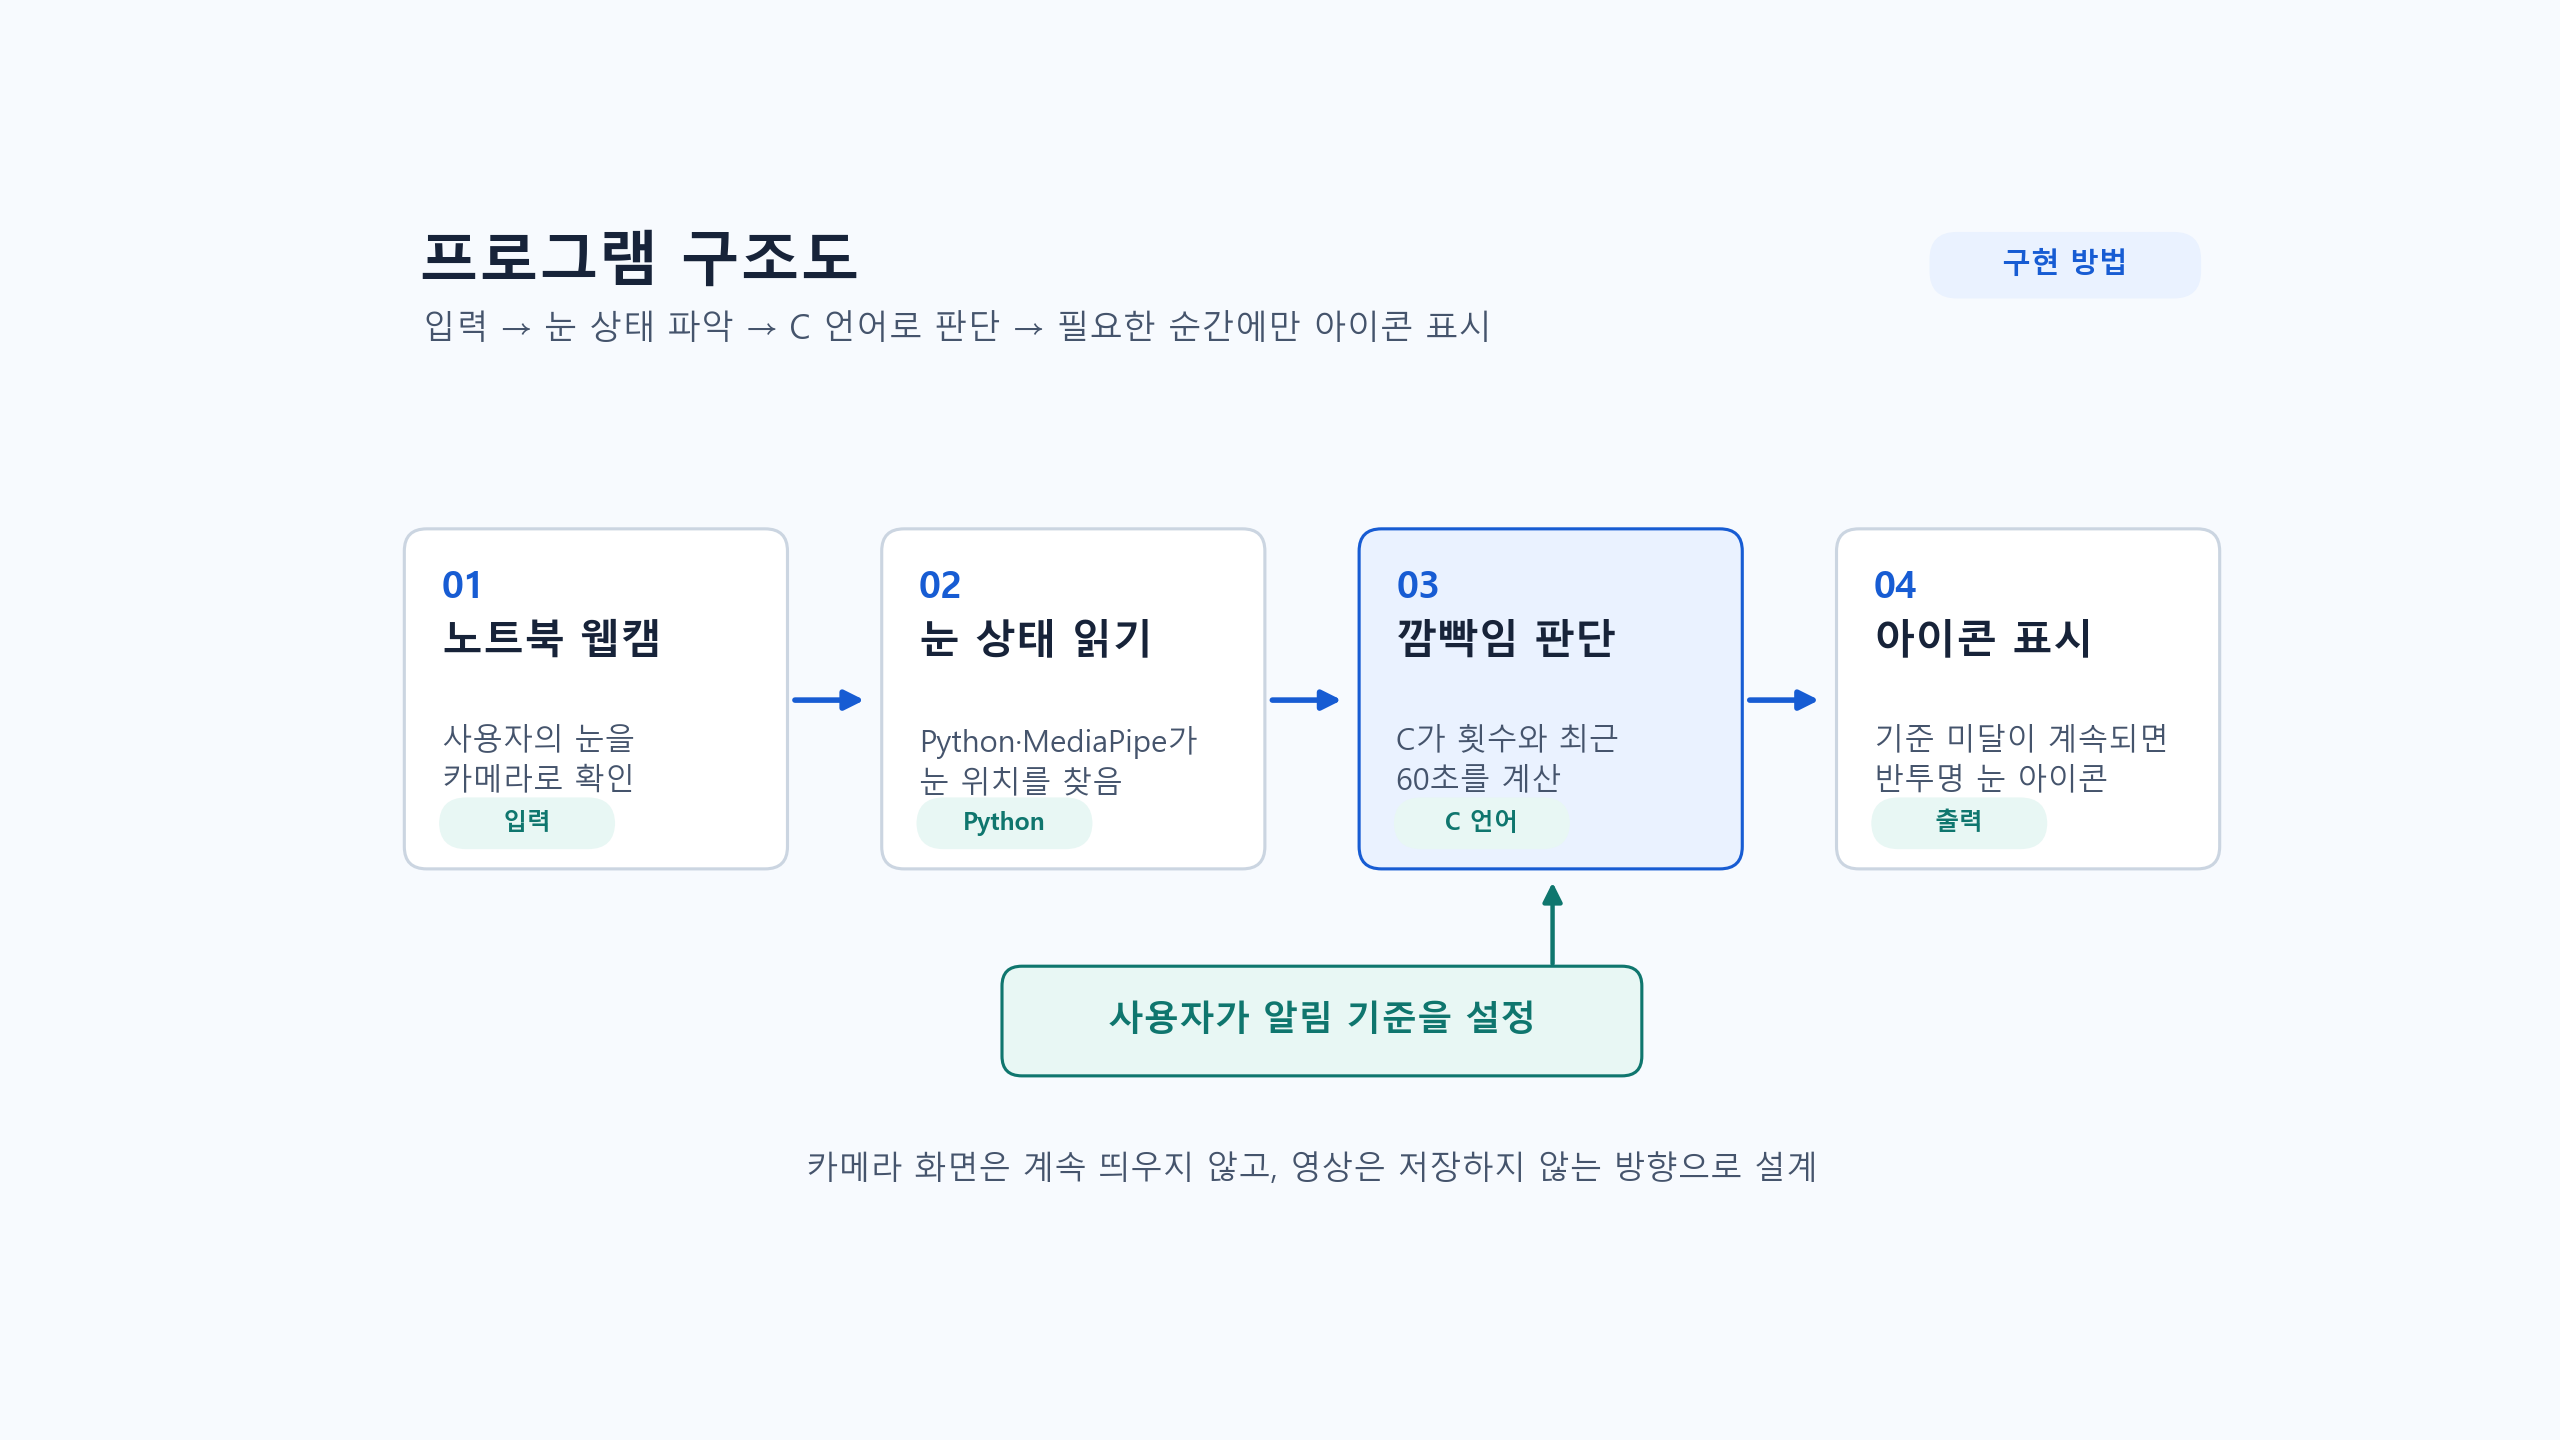 프로그램 구조도
구현 방법
입력 → 눈 상태 파악 → C 언어로 판단 → 필요한 순간에만 아이콘 표시
01
노트북 웹캠
사용자의 눈을
카메라로 확인
입력
02
눈 상태 읽기
Python·MediaPipe가
눈 위치를 찾음
Python
03
깜빡임 판단
C가 횟수와 최근
60초를 계산
C 언어
04
아이콘 표시
기준 미달이 계속되면
반투명 눈 아이콘
출력
사용자가 알림 기준을 설정
카메라 화면은 계속 띄우지 않고, 영상은 저장하지 않는 방향으로 설계